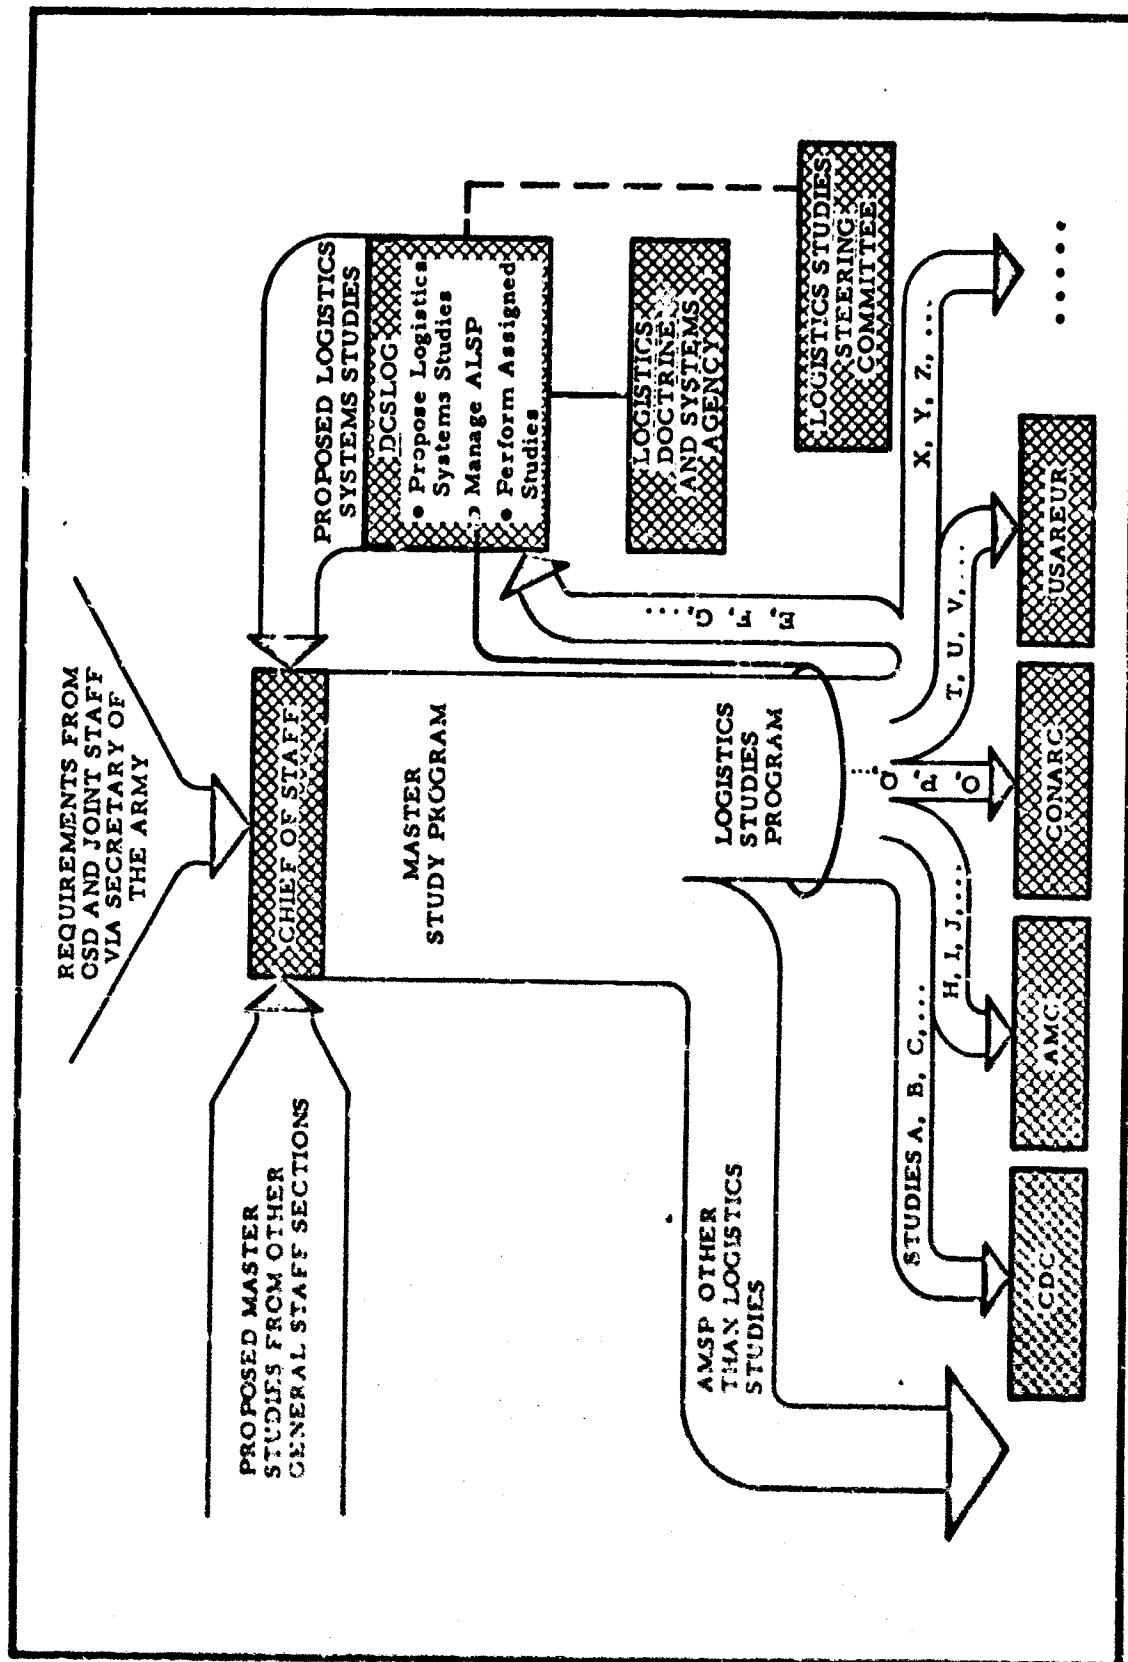 REQUIREMENTS FROM
OSD AND JOINT STAFF
VIA SECRETARY OF
THE ARMY
PROPOSED MASTER
STUDIES FROM OTHER
GENERAL STAFF SECTIONS
CHIEF OF STAFF
PROPOSED LOGISTICS
SYSTEMS STUDIES
DCSLOG
• Propose Logistics
Systems Studies
• Manage ALSP
• Perform Assigned
Studies
MASTER
STUDY PROGRAM
LOGISTICS
DOCTRINE
AND SYSTEMS
AGENCY
E, F, G, ...
AMSP OTHER
THAN LOGISTICS
STUDIES
LOGISTICS
STUDIES
PROGRAM
LOGISTICS STUDIES
STEERING
COMMITTEE
STUDIES A, B, C, ...
H, I, J, ...
O, P, Q, ...
T, U, V, ...
X, Y, Z, ...
CDC
AMC
CONARC
USAREUR
.....